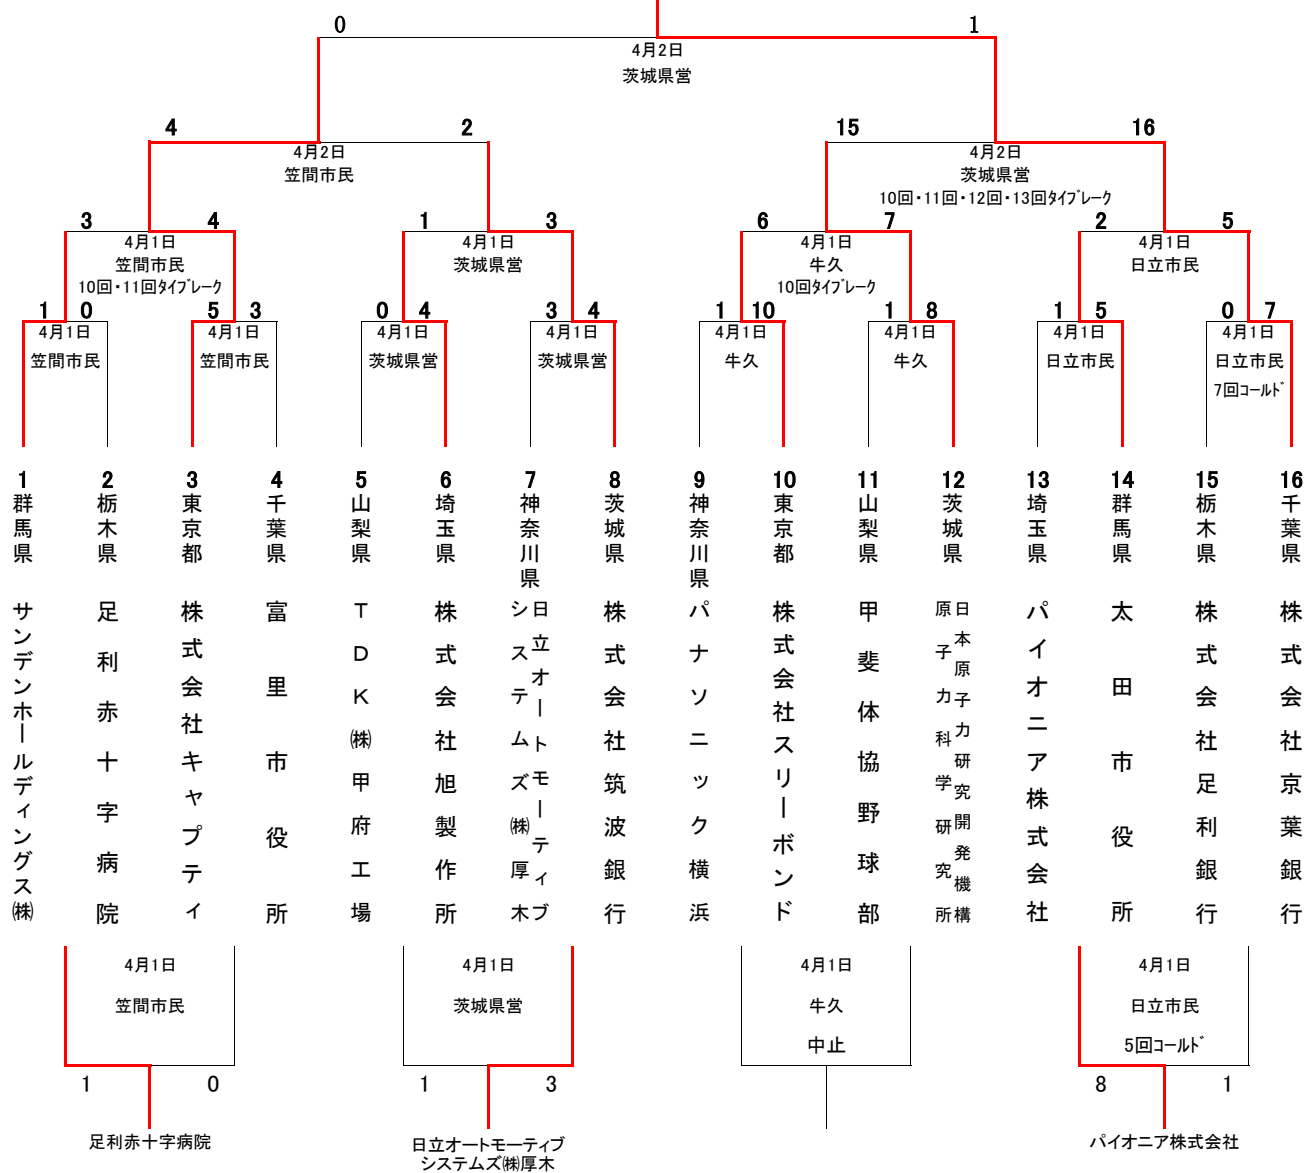 0 1
4月2日
茨城県営
4 2 15 16
4月2日 4月2日
笠間市民 茨城県営
10回・11回・12回・13回ﾀｲﾌﾞﾚｰｸ
3 4 1 3 6 7 2 5
4月1日 4月1日 4月1日 4月1日
笠間市民 茨城県営 牛久 日立市民
10回・11回ﾀｲﾌﾞﾚｰｸ 10回ﾀｲﾌﾞﾚｰｸ
1 0 5 3 0 4 3 4 1 10 1 8 1 5 0 7
4月1日 4月1日 4月1日 4月1日 4月1日 4月1日 4月1日 4月1日
笠間市民 笠間市民 茨城県営 茨城県営 牛久 牛久 日立市民 日立市民
7回ｺｰﾙﾄﾞ
1 群馬県 サンデンホールディングス㈱
2 栃木県 足利赤十字病院
3 東京都 株式会社キャプティ
4 千葉県 富里市役所
5 山梨県 ＴＤＫ㈱甲府工場
6 埼玉県 株式会社旭製作所
7 神奈川県 日立オートモーティブ
システムズ㈱厚木
8 茨城県 株式会社筑波銀行
9 神奈川県 パナソニック横浜
10 東京都 株式会社スリーボンド
11 山梨県 甲斐体協野球部
12 茨城県 日本原子力研究開発機構
原子力科学研究所
13 埼玉県 パイオニア株式会社
14 群馬県 太田市役所
15 栃木県 株式会社足利銀行
16 千葉県 株式会社京葉銀行
4月1日 4月1日 4月1日 4月1日
笠間市民 茨城県営 牛久 日立市民
中止 5回ｺｰﾙﾄﾞ
1 0 1 3 8 1
足利赤十字病院 日立オートモーティブ パイオニア株式会社
システムズ㈱厚木